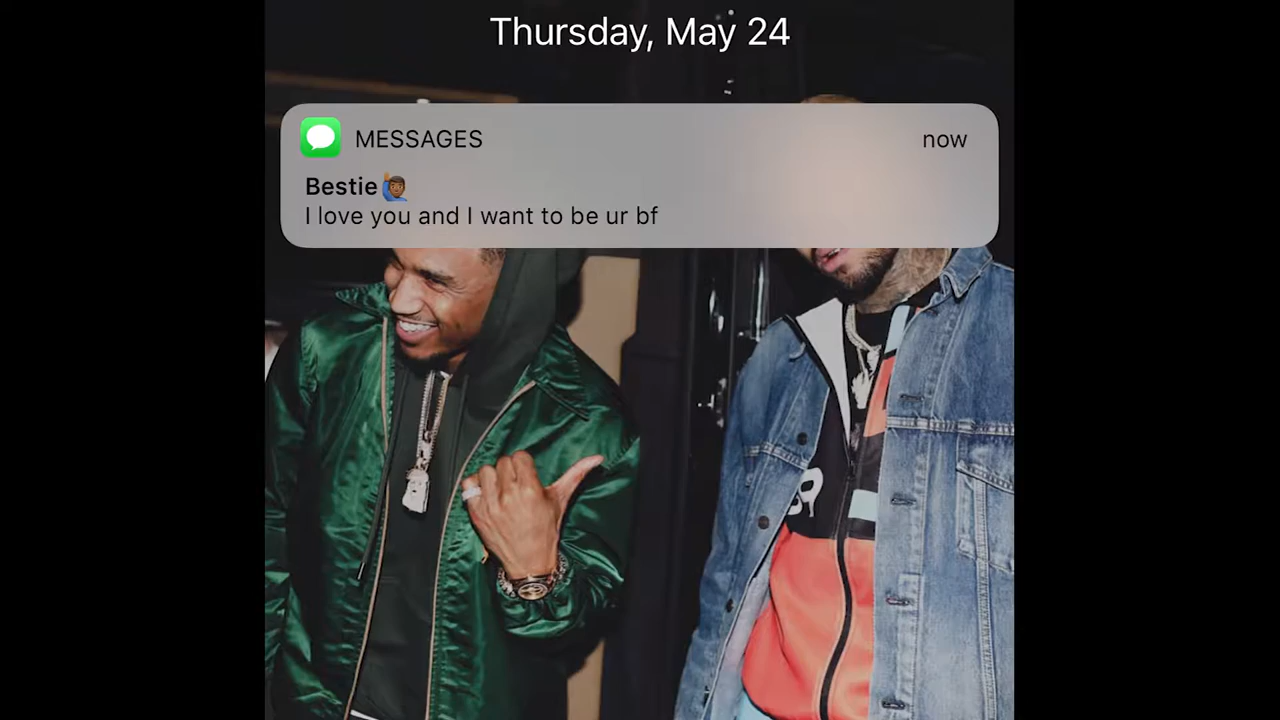 Thursday, May 24
MESSAGES now
Bestie🙋🏾‍♂️
I love you and I want to be ur bf